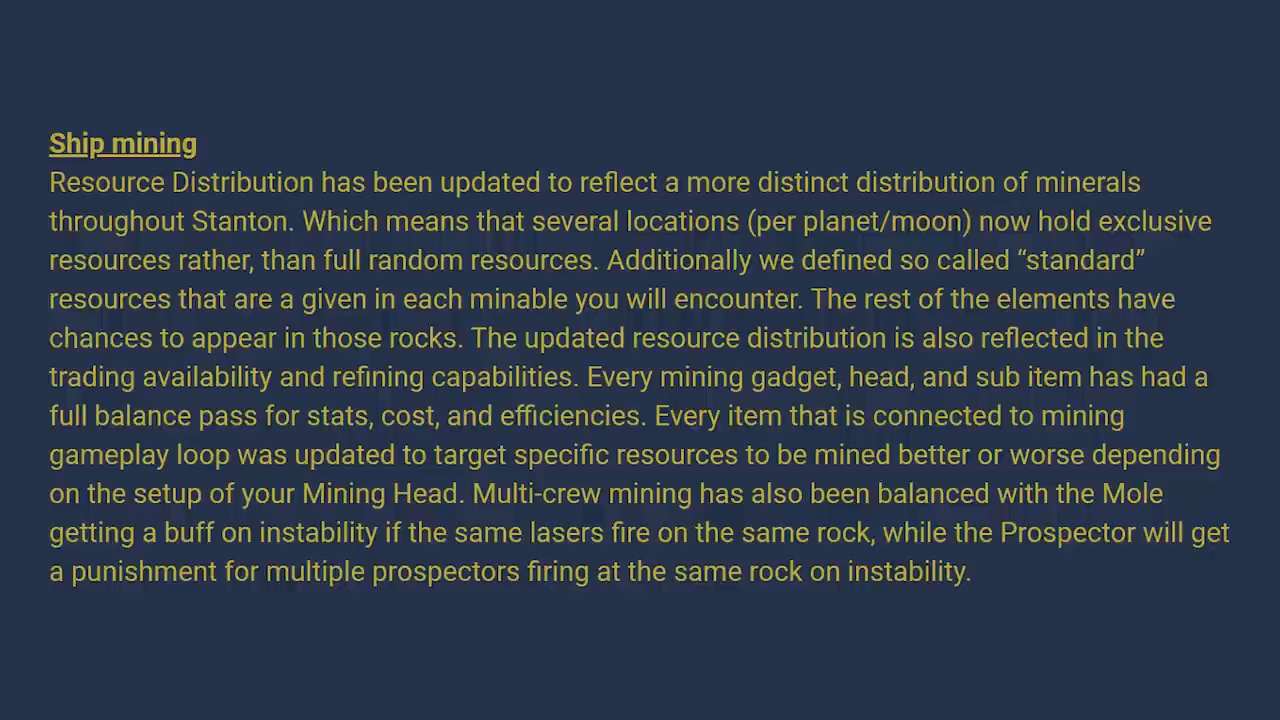 Ship mining
Resource Distribution has been updated to reflect a more distinct distribution of minerals
throughout Stanton. Which means that several locations (per planet/moon) now hold exclusive
resources rather, than full random resources. Additionally we defined so called “standard”
resources that are a given in each minable you will encounter. The rest of the elements have
chances to appear in those rocks. The updated resource distribution is also reflected in the
trading availability and refining capabilities. Every mining gadget, head, and sub item has had a
full balance pass for stats, cost, and efficiencies. Every item that is connected to mining
gameplay loop was updated to target specific resources to be mined better or worse depending
on the setup of your Mining Head. Multi-crew mining has also been balanced with the Mole
getting a buff on instability if the same lasers fire on the same rock, while the Prospector will get
a punishment for multiple prospectors firing at the same rock on instability.